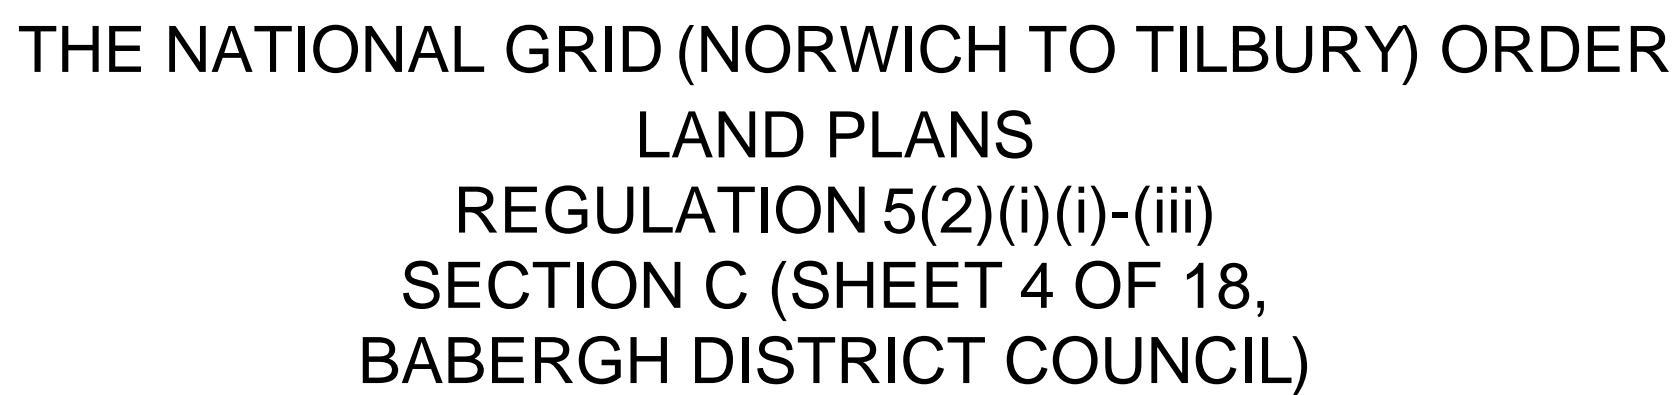 THE NATIONAL GRID (NORWICH TO TILBURY) ORDER
LAND PLANS
REGULATION 5(2)(i)(i)-(iii)
SECTION C (SHEET 4 OF 18,
BABERGH DISTRICT COUNCIL)